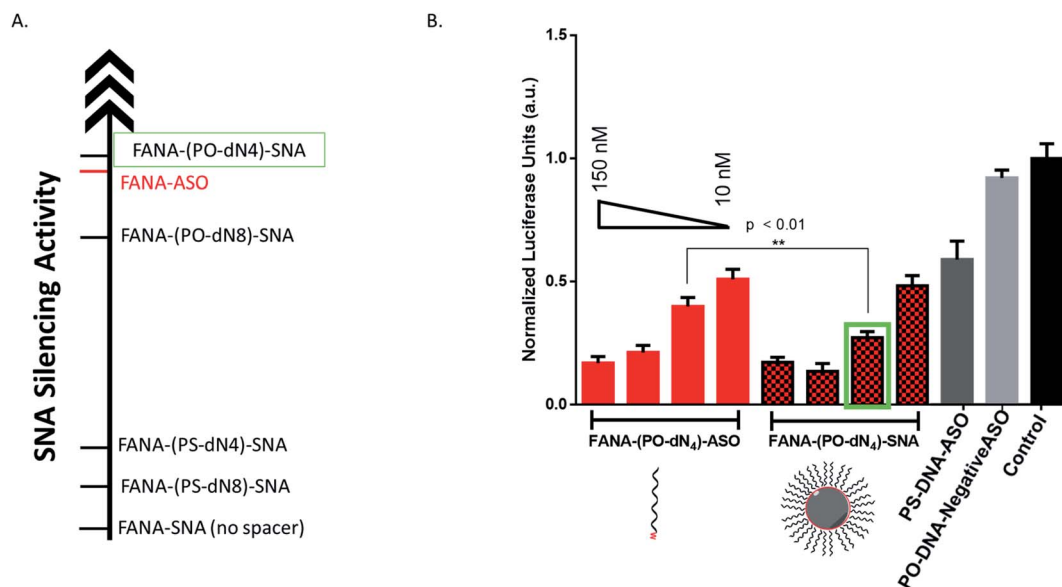 A.
SNA Silencing Activity
FANA-(PO-dN4)-SNA
FANA-ASO
FANA-(PO-dN8)-SNA
FANA-(PS-dN4)-SNA
FANA-(PS-dN8)-SNA
FANA-SNA (no spacer)
B.
Normalized Luciferase Units (a.u.)
1.5
1.0
0.5
0.0
150 nM
10 nM
p < 0.01
**
FANA-(PO-dN₄)-ASO
FANA-(PO-dN₄)-SNA
PS-DNA-ASO
PO-DNA-NegativeASO
Control